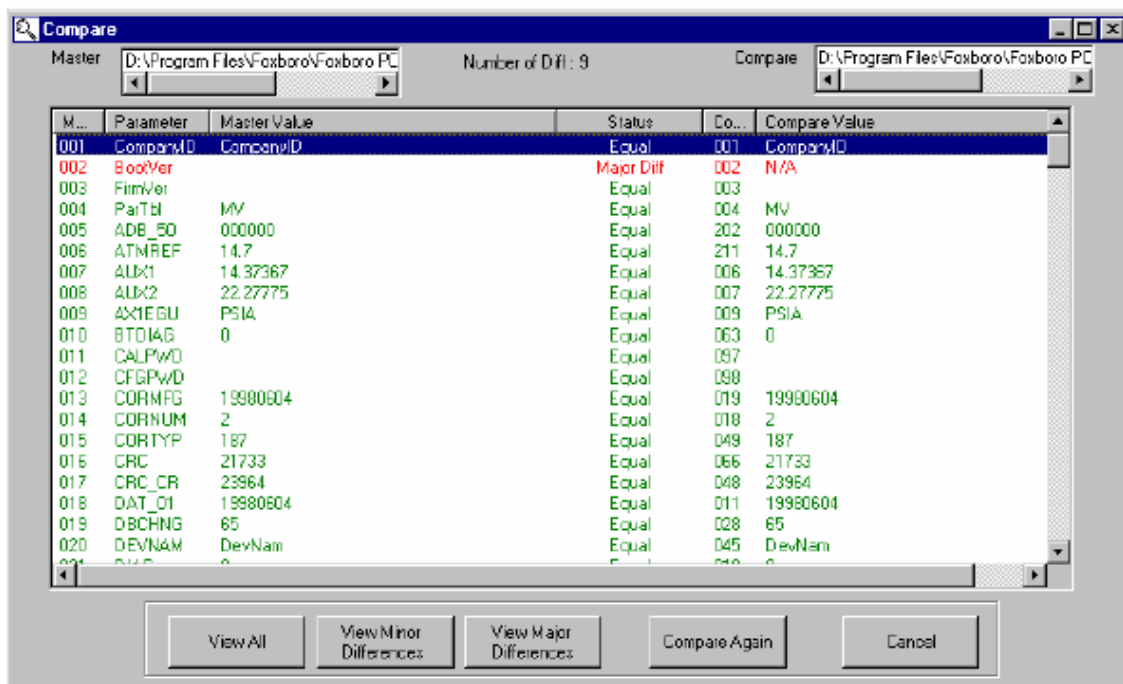 Compare
Master D:\Program Files\Foxboro\Foxboro PC Number of Diff : 9 Compare D:\Program Files\Foxboro\Foxboro PC
M... Parameter Master Value Status Co... Compare Value
001 CompanyID CompanyID Equal 001 CompanyID
002 BootVer Major Diff 002 N/A
003 FirmVer Equal 003
004 ParTbl MV Equal 004 MV
005 ADB_50 000000 Equal 202 000000
006 ATMREF 14.7 Equal 211 14.7
007 AUX1 14.37367 Equal 006 14.37367
008 AUX2 22.27775 Equal 007 22.27775
009 AX1EGU PSIA Equal 009 PSIA
010 BTDIAG 0 Equal 063 0
011 CALPWD Equal 097
012 CFGPWD Equal 098
013 CORMFG 19980604 Equal 019 19980604
014 CORNUM 2 Equal 018 2
015 CORTYP 187 Equal 049 187
016 CRC 21733 Equal 066 21733
017 CRC_CR 23964 Equal 048 23964
018 DAT_01 19980604 Equal 011 19980604
019 DBCHNG 65 Equal 028 65
020 DEVNAM DevNam Equal 045 DevNam
View All View Minor Differences View Major Differences Compare Again Cancel